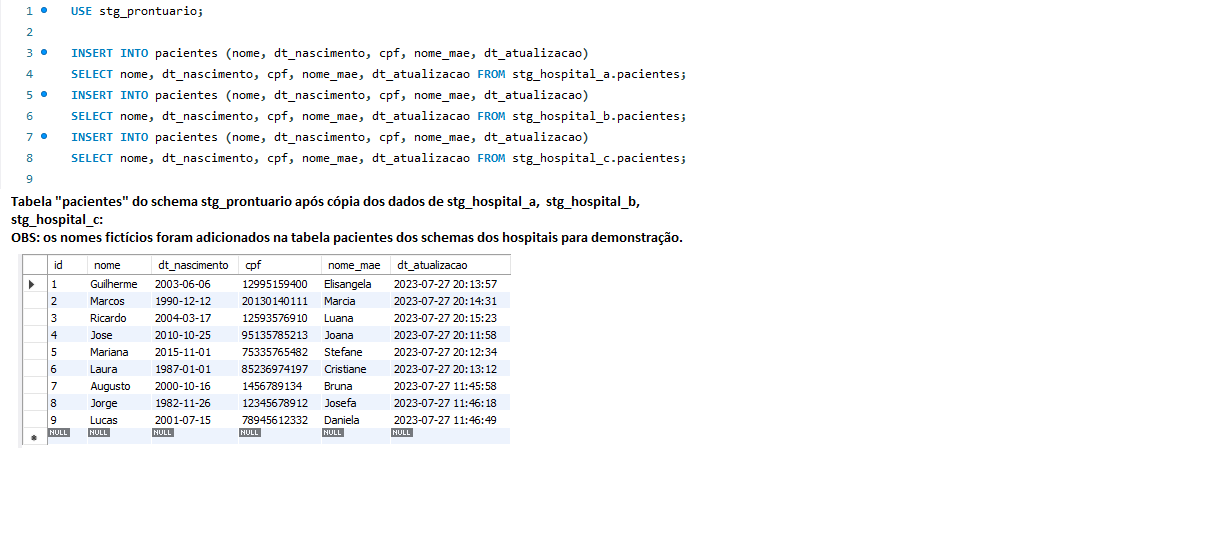 1 USE stg_prontuario;
2
3 INSERT INTO pacientes (nome, dt_nascimento, cpf, nome_mae, dt_atualizacao)
4 SELECT nome, dt_nascimento, cpf, nome_mae, dt_atualizacao FROM stg_hospital_a.pacientes;
5 INSERT INTO pacientes (nome, dt_nascimento, cpf, nome_mae, dt_atualizacao)
6 SELECT nome, dt_nascimento, cpf, nome_mae, dt_atualizacao FROM stg_hospital_b.pacientes;
7 INSERT INTO pacientes (nome, dt_nascimento, cpf, nome_mae, dt_atualizacao)
8 SELECT nome, dt_nascimento, cpf, nome_mae, dt_atualizacao FROM stg_hospital_c.pacientes;
9
Tabela "pacientes" do schema stg_prontuario após cópia dos dados de stg_hospital_a, stg_hospital_b,
stg_hospital_c:
OBS: os nomes fictícios foram adicionados na tabela pacientes dos schemas dos hospitais para demonstração.
id nome dt_nascimento cpf nome_mae dt_atualizacao
1 Guilherme 2003-06-06 12995159400 Elisangela 2023-07-27 20:13:57
2 Marcos 1990-12-12 20130140111 Marcia 2023-07-27 20:14:31
3 Ricardo 2004-03-17 12593576910 Luana 2023-07-27 20:15:23
4 Jose 2010-10-25 95135785213 Joana 2023-07-27 20:11:58
5 Mariana 2015-11-01 75335765482 Stefane 2023-07-27 20:12:34
6 Laura 1987-01-01 85236974197 Cristiane 2023-07-27 20:13:12
7 Augusto 2000-10-16 1456789134 Bruna 2023-07-27 11:45:58
8 Jorge 1982-11-26 12345678912 Josefa 2023-07-27 11:46:18
9 Lucas 2001-07-15 78945612332 Daniela 2023-07-27 11:46:49
NULL NULL NULL NULL NULL NULL